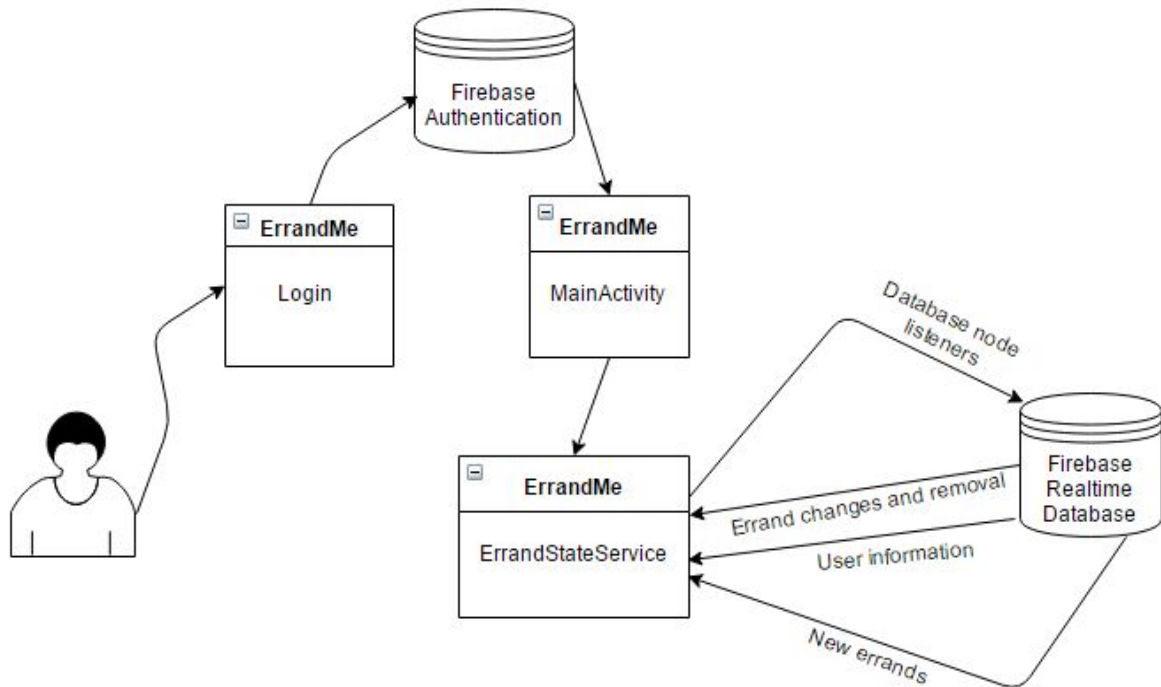 Firebase
Authentication
ErrandMe
Login
ErrandMe
MainActivity
Database node
listeners
ErrandMe
ErrandStateService
Firebase
Realtime
Database
Errand changes and removal
User information
New errands